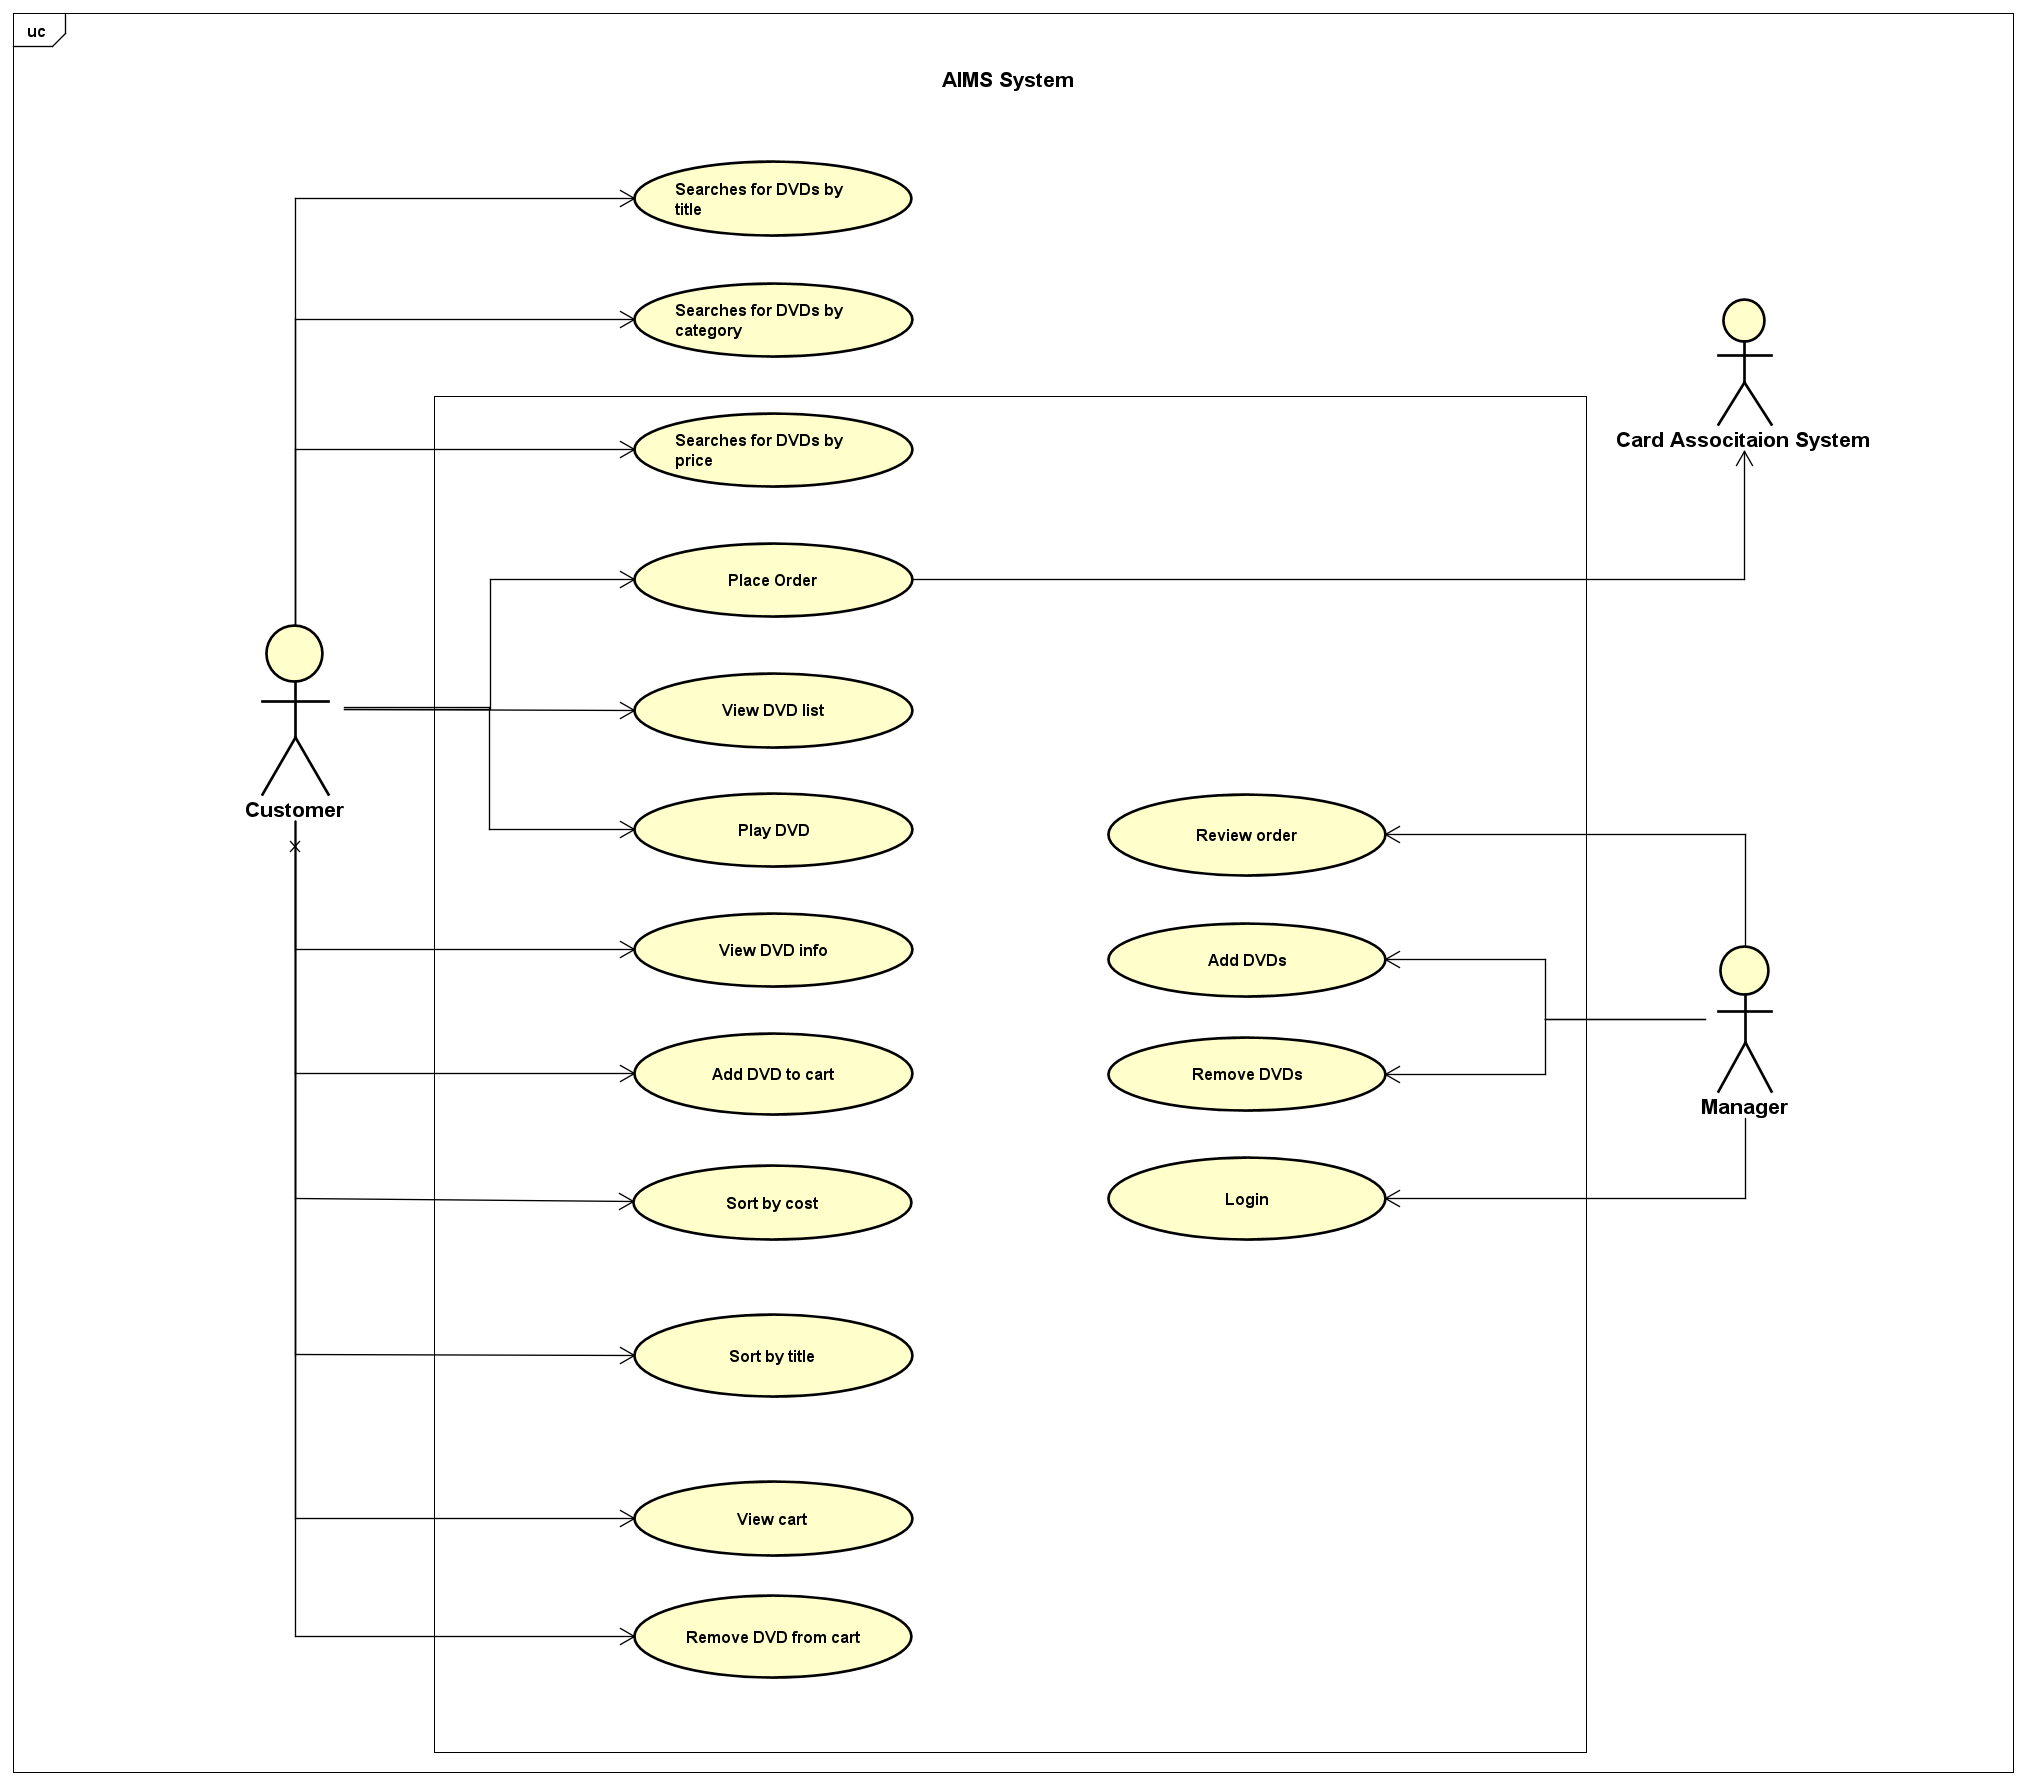 uc
AIMS System
Searches for DVDs by
title
Searches for DVDs by
category
Searches for DVDs by
price
Card Associtaion System
Place Order
View DVD list
Customer
Play DVD
Review order
View DVD info
Add DVDs
Add DVD to cart
Remove DVDs
Manager
Sort by cost
Login
Sort by title
View cart
Remove DVD from cart